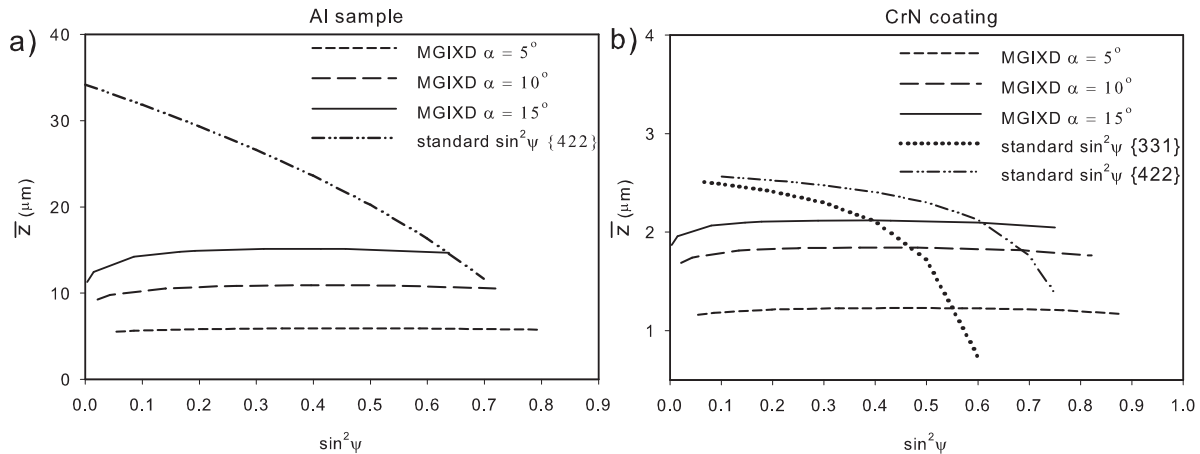 Al sample
a)
40
30
20
10
0
z̄ (μm)
MGIXD α = 5°
MGIXD α = 10°
MGIXD α = 15°
standard sin²ψ {422}
0.0 0.1 0.2 0.3 0.4 0.5 0.6 0.7 0.8 0.9
sin²ψ
CrN coating
b)
4
3
2
1
z̄ (μm)
MGIXD α = 5°
MGIXD α = 10°
MGIXD α = 15°
standard sin²ψ {331}
standard sin²ψ {422}
0.0 0.1 0.2 0.3 0.4 0.5 0.6 0.7 0.8 0.9 1.0
sin²ψ